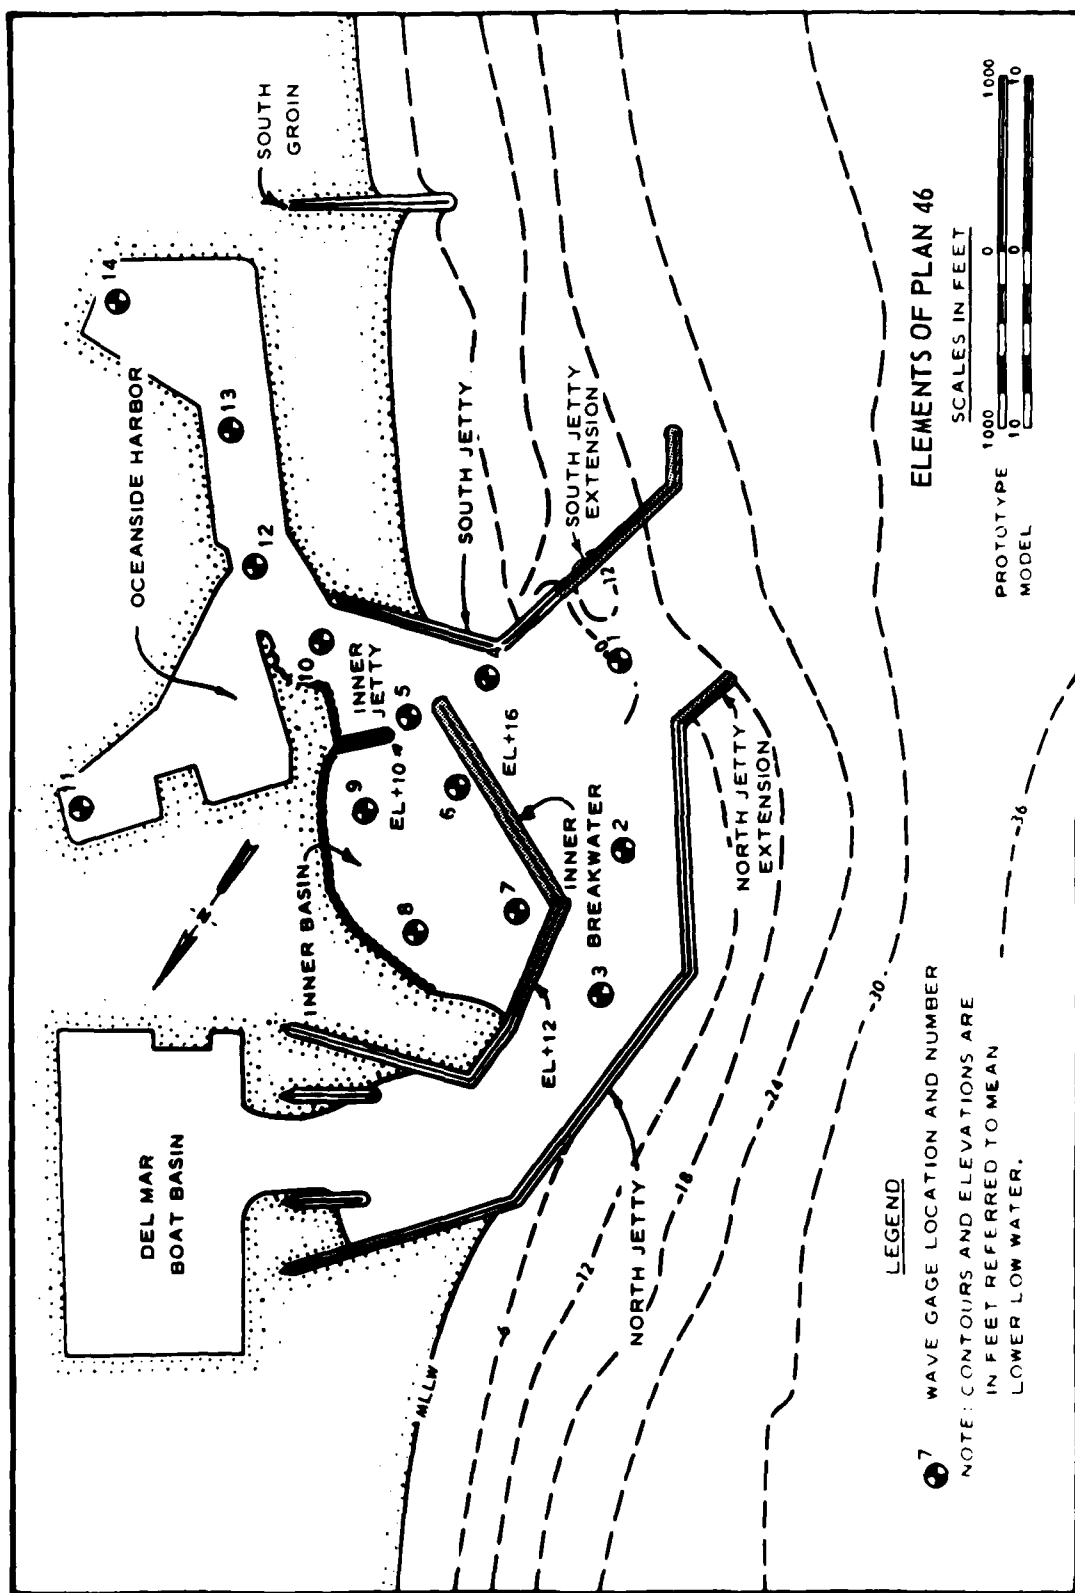 DEL MAR
BOAT BASIN
N
OCEANSIDE HARBOR
SOUTH
GROIN
11
12
13
14
INNER BASIN
INNER
JETTY
10
9
8
EL+10
5
6
7
4
EL+16
SOUTH JETTY
SOUTH JETTY
EXTENSION
-12
1
INNER
BREAKWATER
2
3
EL+12
NORTH JETTY
NORTH JETTY
EXTENSION
MLLW
-6
-12
-18
-24
-30
-36
LEGEND
7 WAVE GAGE LOCATION AND NUMBER
NOTE: CONTOURS AND ELEVATIONS ARE
IN FEET REFERRED TO MEAN
LOWER LOW WATER.
ELEMENTS OF PLAN 46
SCALES IN FEET
PROTOTYPE 1000 0 1000
MODEL 10 0 10